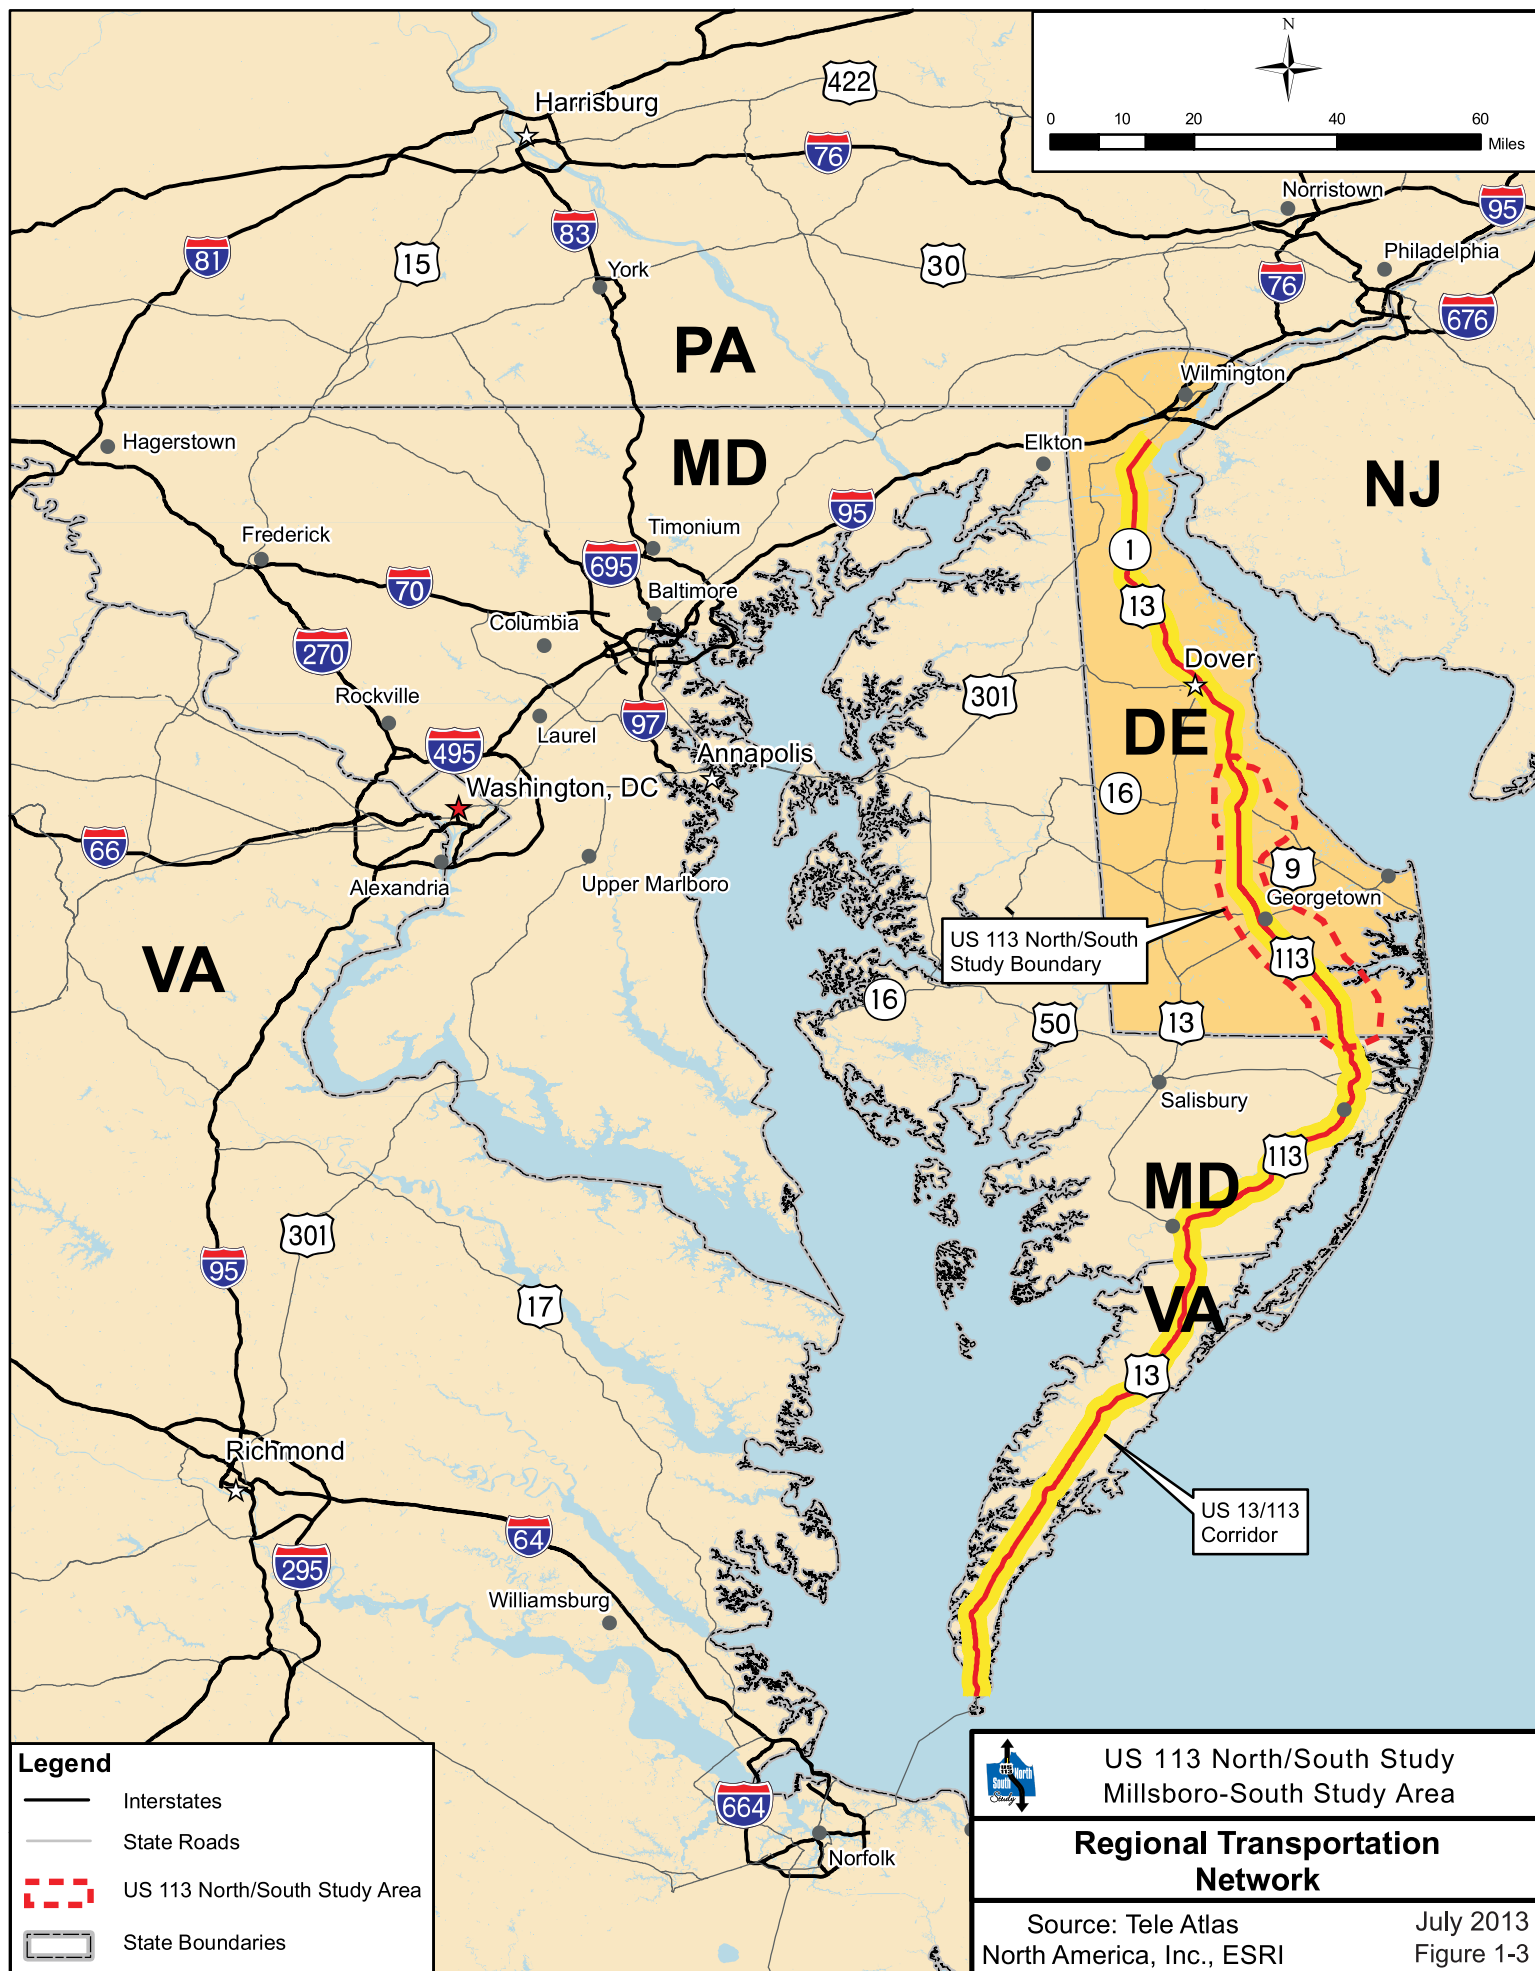 N
0 10 20 40 60
Miles
Harrisburg
422
76
Norristown
95
83
81
15
York
30
Philadelphia
76
676
PA
Wilmington
Hagerstown
MD
Elkton
NJ
95
Frederick
Timonium
695
1
70
Baltimore
13
Columbia
270
Dover
Rockville
301
97
Laurel
DE
495
Annapolis
Washington, DC
16
66
9
Alexandria
Upper Marlboro
Georgetown
US 113 North/South
Study Boundary
VA
113
16
50
13
Salisbury
113
MD
301
95
17
VA
13
Richmond
US 13/113
Corridor
64
295
Williamsburg
664
Norfolk
Legend
Interstates
State Roads
US 113 North/South Study Area
State Boundaries
US
113
South
North
Study
US 113 North/South Study
Millsboro-South Study Area
Regional Transportation
Network
Source: Tele Atlas
North America, Inc., ESRI
July 2013
Figure 1-3